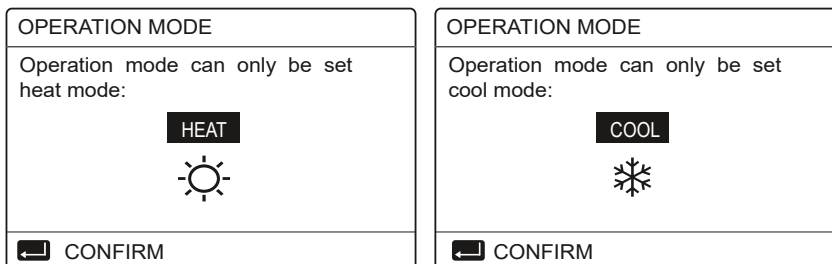 OPERATION MODE
Operation mode can only be set
heat mode:
HEAT
CONFIRM
OPERATION MODE
Operation mode can only be set
cool mode:
COOL
CONFIRM